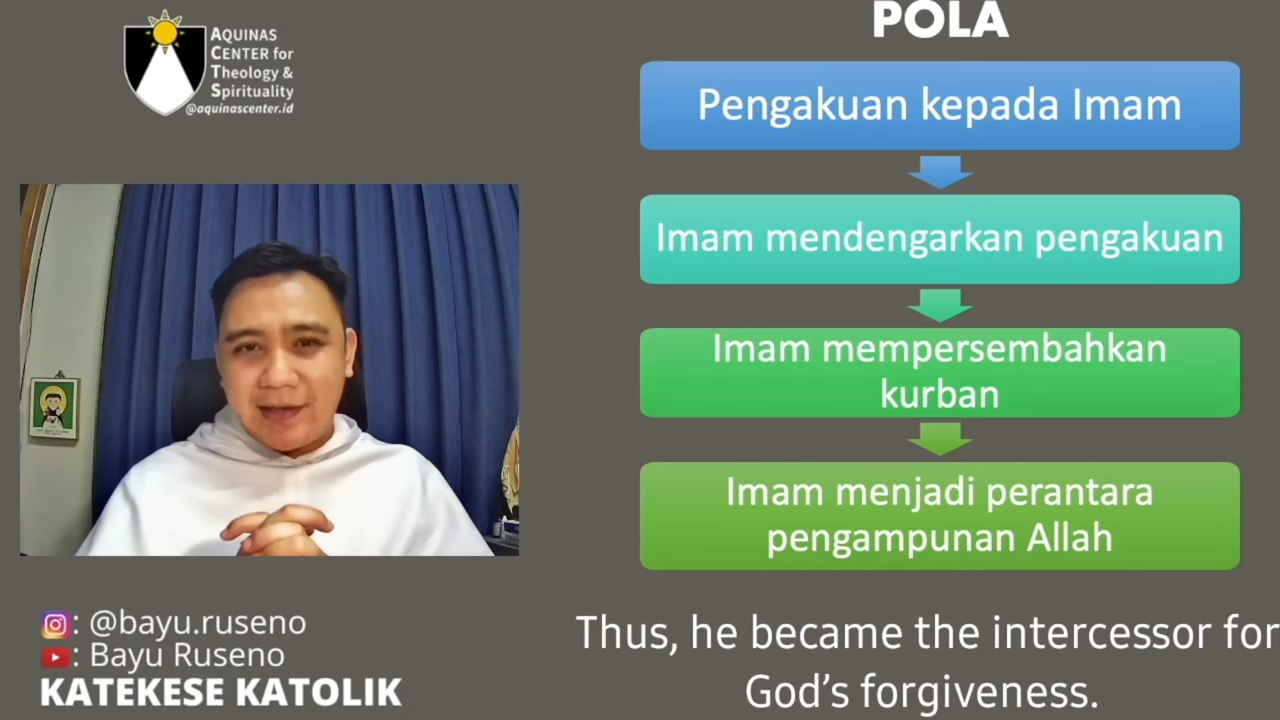 AQUINAS
CENTER for
Theology &
Spirituality
@aquinascenter.id
POLA
Pengakuan kepada Imam
Imam mendengarkan pengakuan
Imam mempersembahkan
kurban
Imam menjadi perantara
pengampunan Allah
: @bayu.ruseno
: Bayu Ruseno
KATEKESE KATOLIK
Thus, he became the intercessor for
God’s forgiveness.